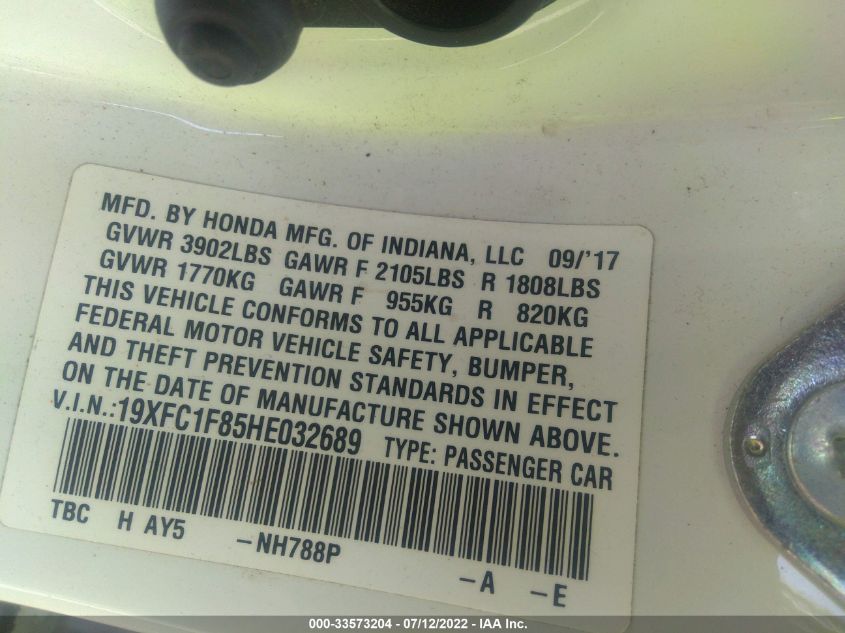 MFD. BY HONDA MFG. OF INDIANA, LLC 09/'17
GVWR 3902LBS GAWR F 2105LBS R 1808LBS
GVWR 1770KG GAWR F 955KG R 820KG
THIS VEHICLE CONFORMS TO ALL APPLICABLE
FEDERAL MOTOR VEHICLE SAFETY, BUMPER,
AND THEFT PREVENTION STANDARDS IN EFFECT
ON THE DATE OF MANUFACTURE SHOWN ABOVE.
V.I.N.:19XFC1F85HE032689 TYPE: PASSENGER CAR
TBC H AY5 -NH788P -A -E
000-33573204 - 07/12/2022 - IAA Inc.